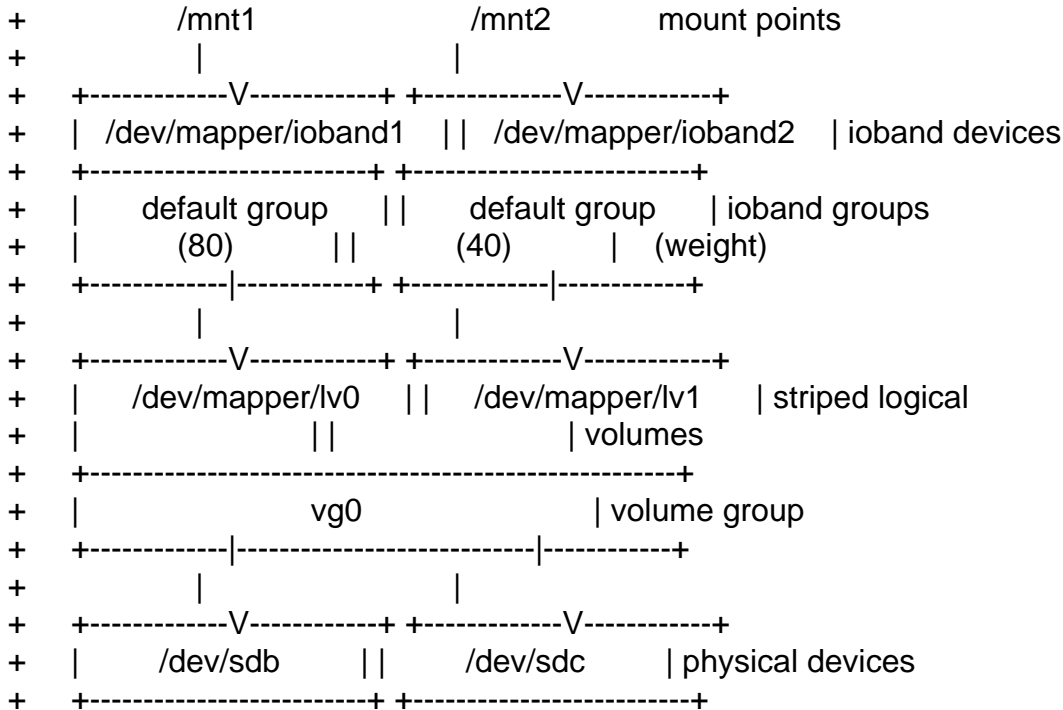 + /mnt1 /mnt2 mount points
+ | |
+ +-------------V------------+ +-------------V------------+
+ | /dev/mapper/ioband1 | | /dev/mapper/ioband2 | ioband devices
+ +--------------------------+ +--------------------------+
+ | default group | | default group | ioband groups
+ | (80) | | (40) | (weight)
+ +-------------|------------+ +-------------|------------+
+ | |
+ +-------------V------------+ +-------------V------------+
+ | /dev/mapper/lv0 | | /dev/mapper/lv1 | striped logical
+ | | | | volumes
+ +-------------------------------------------------------+
+ | vg0 | volume group
+ +-------------|----------------------------|------------+
+ | |
+ +-------------V------------+ +-------------V------------+
+ | /dev/sdb | | /dev/sdc | physical devices
+ +--------------------------+ +--------------------------+